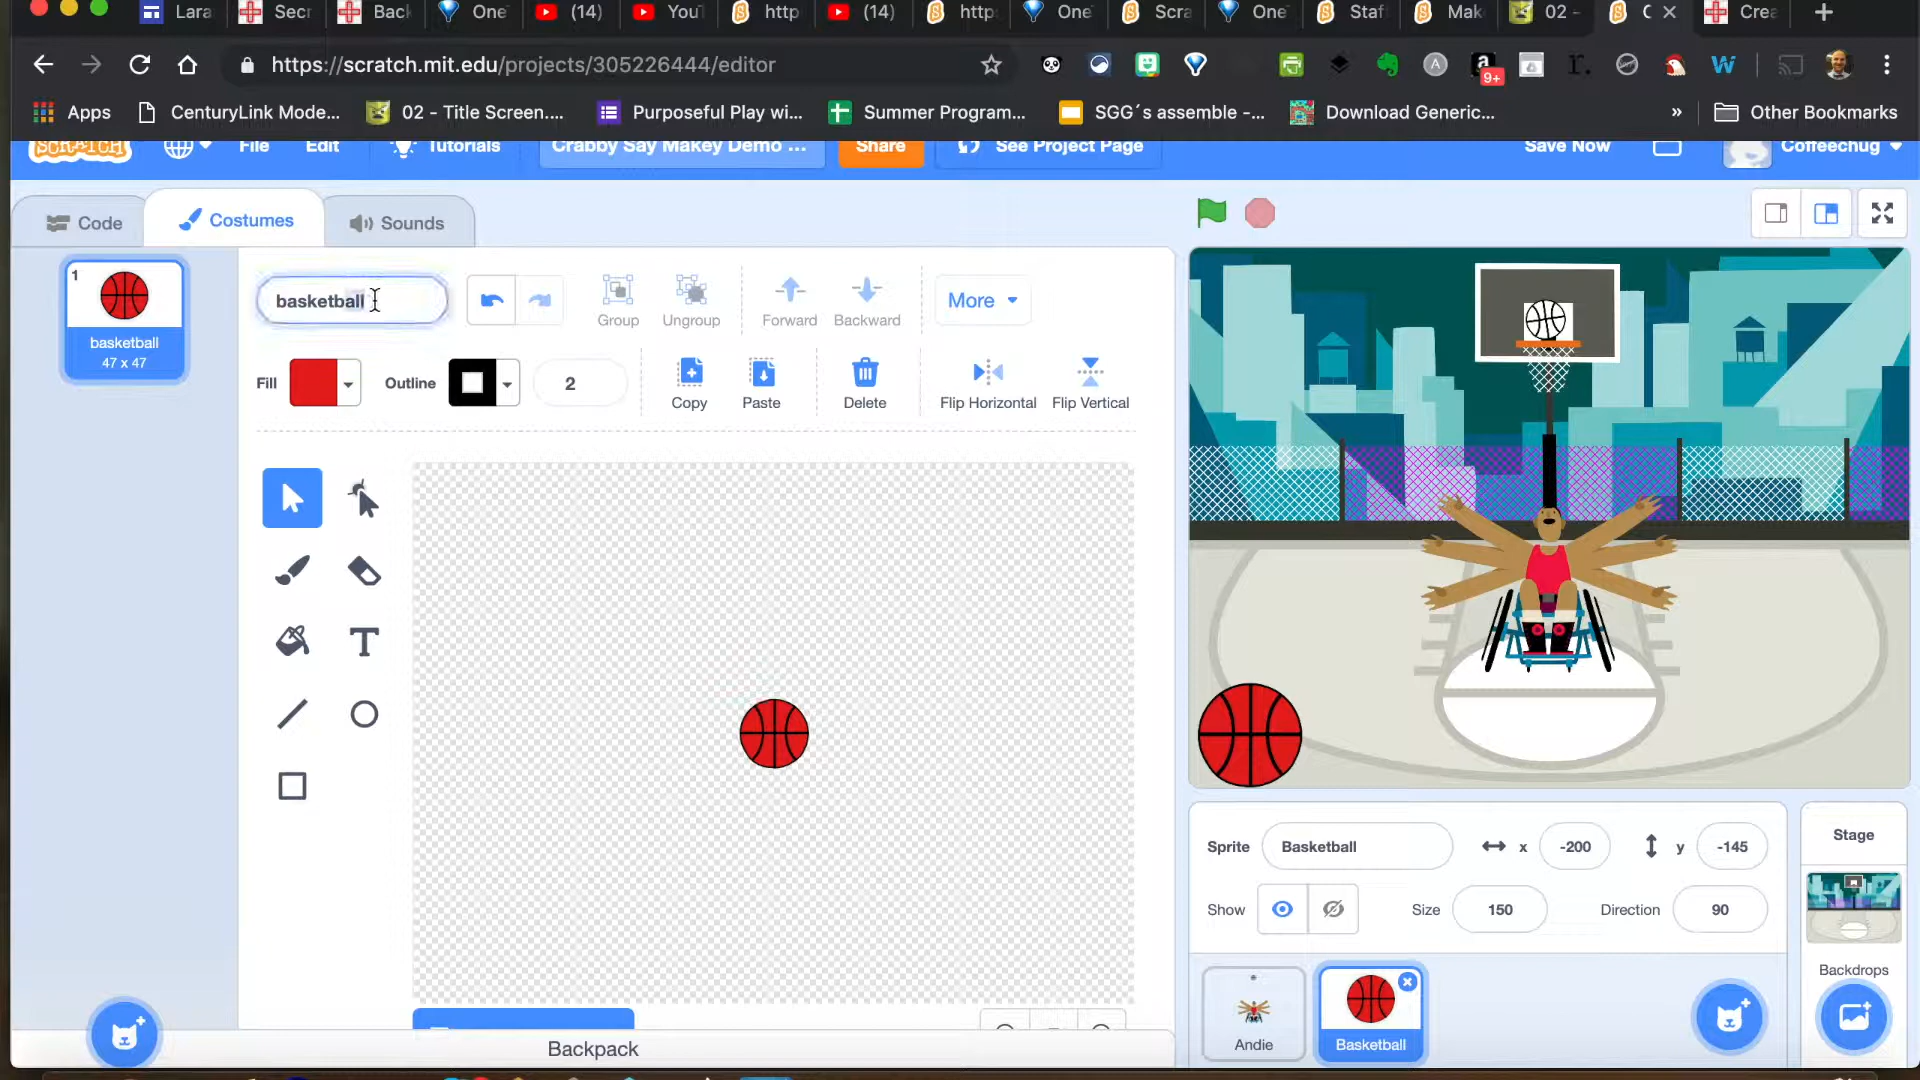 Lara Secr Back One (14) You http (14) http One Scra One Staf Mak 02 - C Crea
https://scratch.mit.edu/projects/305226444/editor
9+
Apps CenturyLink Mode... 02 - Title Screen.... Purposeful Play wi... Summer Program... SGG´s assemble -... Download Generic... » Other Bookmarks
SCRATCH File Edit Tutorials Crabby Say Makey Demo ... Share See Project Page Save Now Coffeechug
Code Costumes Sounds
1
basketball
47 x 47
basketball
Group Ungroup Forward Backward More
Fill Outline 2 Copy Paste Delete Flip Horizontal Flip Vertical
T
Sprite Basketball x -200 y -145
Show Size 150 Direction 90
Stage
Backdrops
Andie Basketball
Backpack